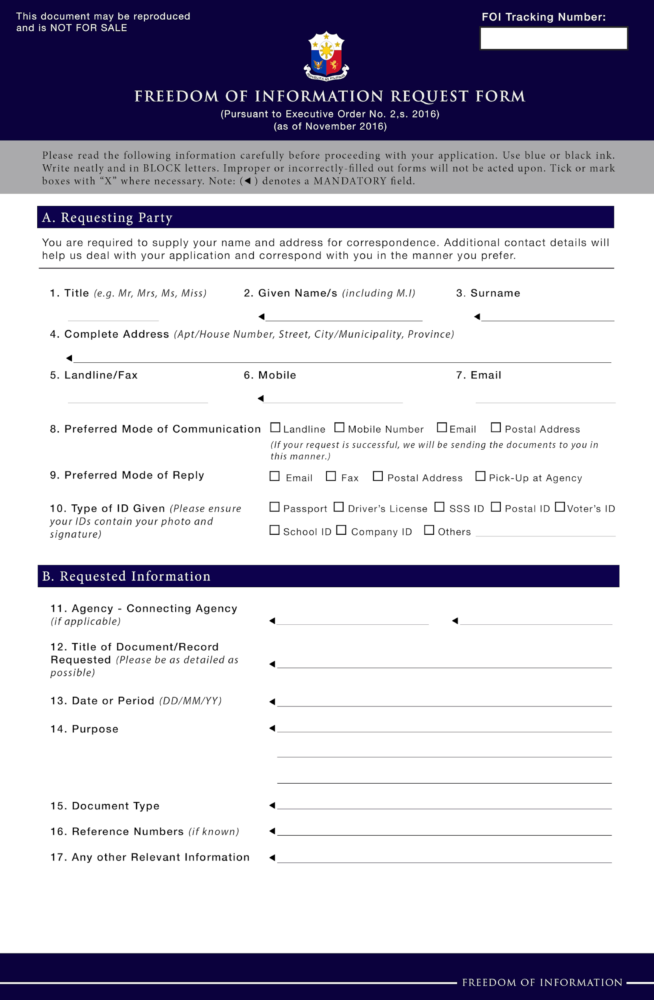 This document may be reproduced
and is NOT FOR SALE
FOI Tracking Number:
REPUBLIKA NG PILIPINAS
FREEDOM OF INFORMATION REQUEST FORM
(Pursuant to Executive Order No. 2,s. 2016)
(as of November 2016)
Please read the following information carefully before proceeding with your application. Use blue or black ink.
Write neatly and in BLOCK letters. Improper or incorrectly-filled out forms will not be acted upon. Tick or mark
boxes with “X” where necessary. Note: (◄ ) denotes a MANDATORY field.
A. Requesting Party
You are required to supply your name and address for correspondence. Additional contact details will
help us deal with your application and correspond with you in the manner you prefer.
1. Title (e.g. Mr, Mrs, Ms, Miss) 2. Given Name/s (including M.I) 3. Surname
◄ ◄
4. Complete Address (Apt/House Number, Street, City/Municipality, Province)
◄
5. Landline/Fax 6. Mobile 7. Email
◄
8. Preferred Mode of Communication ☐ Landline ☐ Mobile Number ☐ Email ☐ Postal Address
(If your request is successful, we will be sending the documents to you in
this manner.)
9. Preferred Mode of Reply ☐ Email ☐ Fax ☐ Postal Address ☐ Pick-Up at Agency
10. Type of ID Given (Please ensure ☐ Passport ☐ Driver’s License ☐ SSS ID ☐ Postal ID ☐ Voter’s ID
your IDs contain your photo and
signature) ☐ School ID ☐ Company ID ☐ Others
B. Requested Information
11. Agency - Connecting Agency
(if applicable) ◄ ◄
12. Title of Document/Record
Requested (Please be as detailed as ◄
possible)
13. Date or Period (DD/MM/YY) ◄
14. Purpose ◄
15. Document Type ◄
16. Reference Numbers (if known) ◄
17. Any other Relevant Information ◄
FREEDOM OF INFORMATION